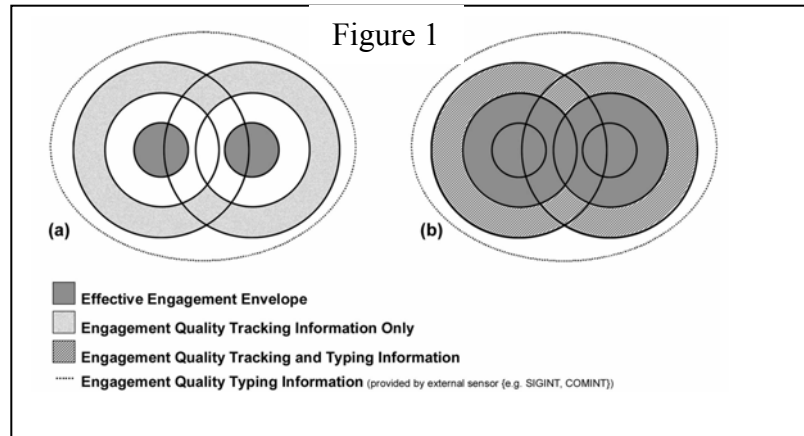 Figure 1
(a) (b)
Effective Engagement Envelope
Engagement Quality Tracking Information Only
Engagement Quality Tracking and Typing Information
Engagement Quality Typing Information (provided by external sensor {e.g. SIGINT, COMINT})